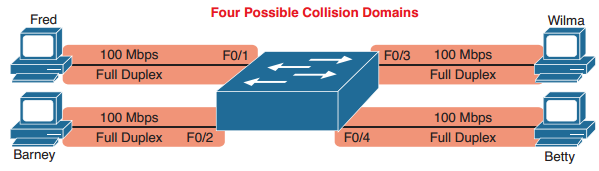 Four Possible Collision Domains
Fred
Wilma
100 Mbps F0/1
Full Duplex
F0/3 100 Mbps
Full Duplex
100 Mbps
Full Duplex F0/2
100 Mbps
F0/4 Full Duplex
Barney
Betty